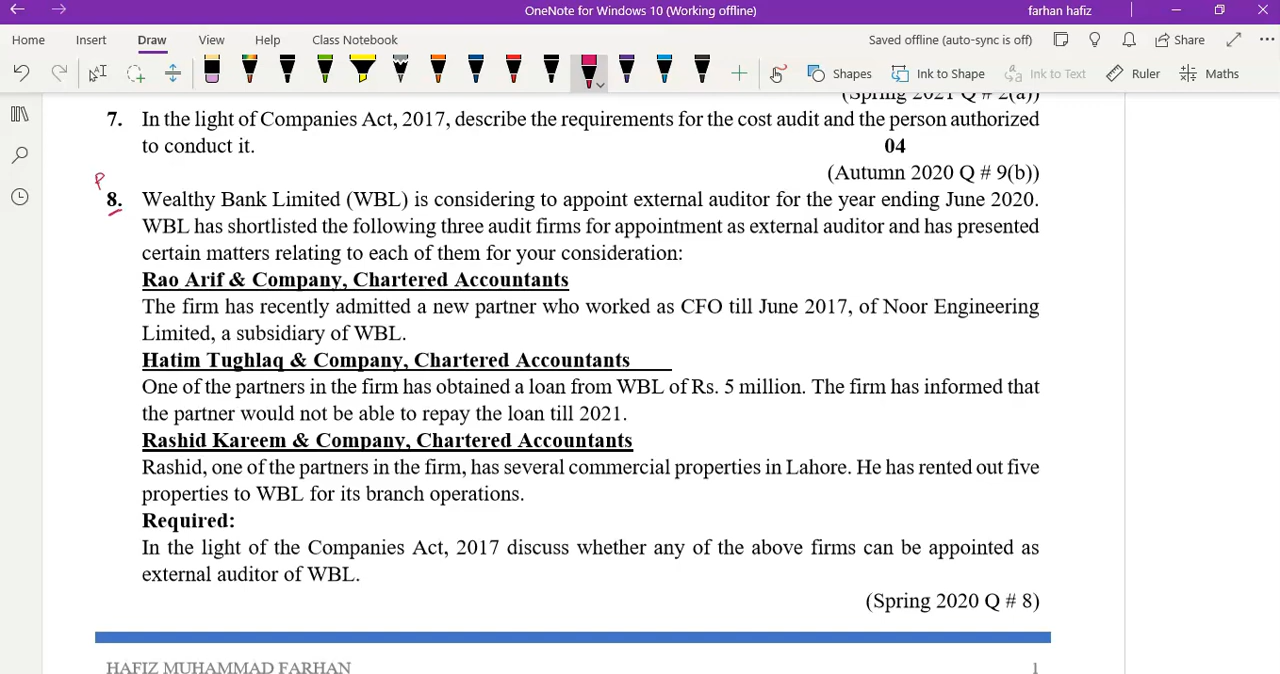 OneNote for Windows 10 (Working offline)
farhan hafiz
Home Insert Draw View Help Class Notebook
Saved offline (auto-sync is off) Share
Shapes Ink to Shape Ink to Text Ruler Maths
(Spring 2021 Q # 2(a))
7. In the light of Companies Act, 2017, describe the requirements for the cost audit and the person authorized
to conduct it. 04
(Autumn 2020 Q # 9(b))
P
8. Wealthy Bank Limited (WBL) is considering to appoint external auditor for the year ending June 2020.
WBL has shortlisted the following three audit firms for appointment as external auditor and has presented
certain matters relating to each of them for your consideration:
Rao Arif & Company, Chartered Accountants
The firm has recently admitted a new partner who worked as CFO till June 2017, of Noor Engineering
Limited, a subsidiary of WBL.
Hatim Tughlaq & Company, Chartered Accountants
One of the partners in the firm has obtained a loan from WBL of Rs. 5 million. The firm has informed that
the partner would not be able to repay the loan till 2021.
Rashid Kareem & Company, Chartered Accountants
Rashid, one of the partners in the firm, has several commercial properties in Lahore. He has rented out five
properties to WBL for its branch operations.
Required:
In the light of the Companies Act, 2017 discuss whether any of the above firms can be appointed as
external auditor of WBL.
(Spring 2020 Q # 8)
HAFIZ MUHAMMAD FARHAN 1